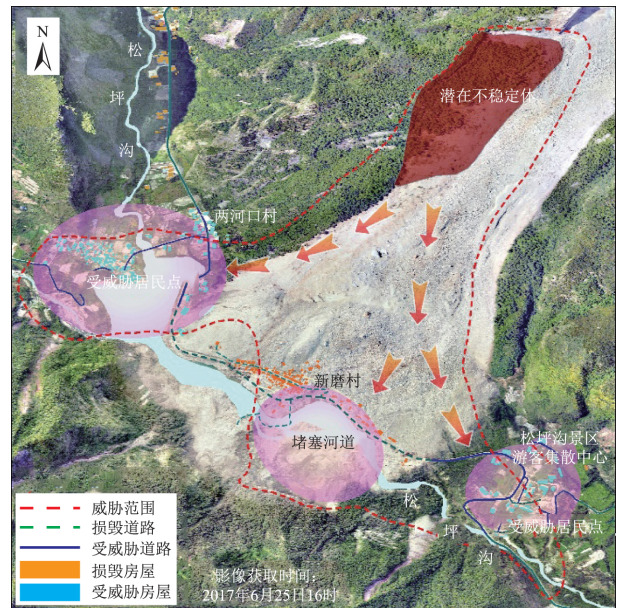 N
松
坪
沟
潜在不稳定体
两河口村
受威胁居民点
新磨村
堵塞河道
松坪沟景区
游客集散中心
受威胁居民点
松
坪
沟
威胁范围
损毁道路
受威胁道路
损毁房屋
受威胁房屋
影像获取时间:
2017年6月25日16时